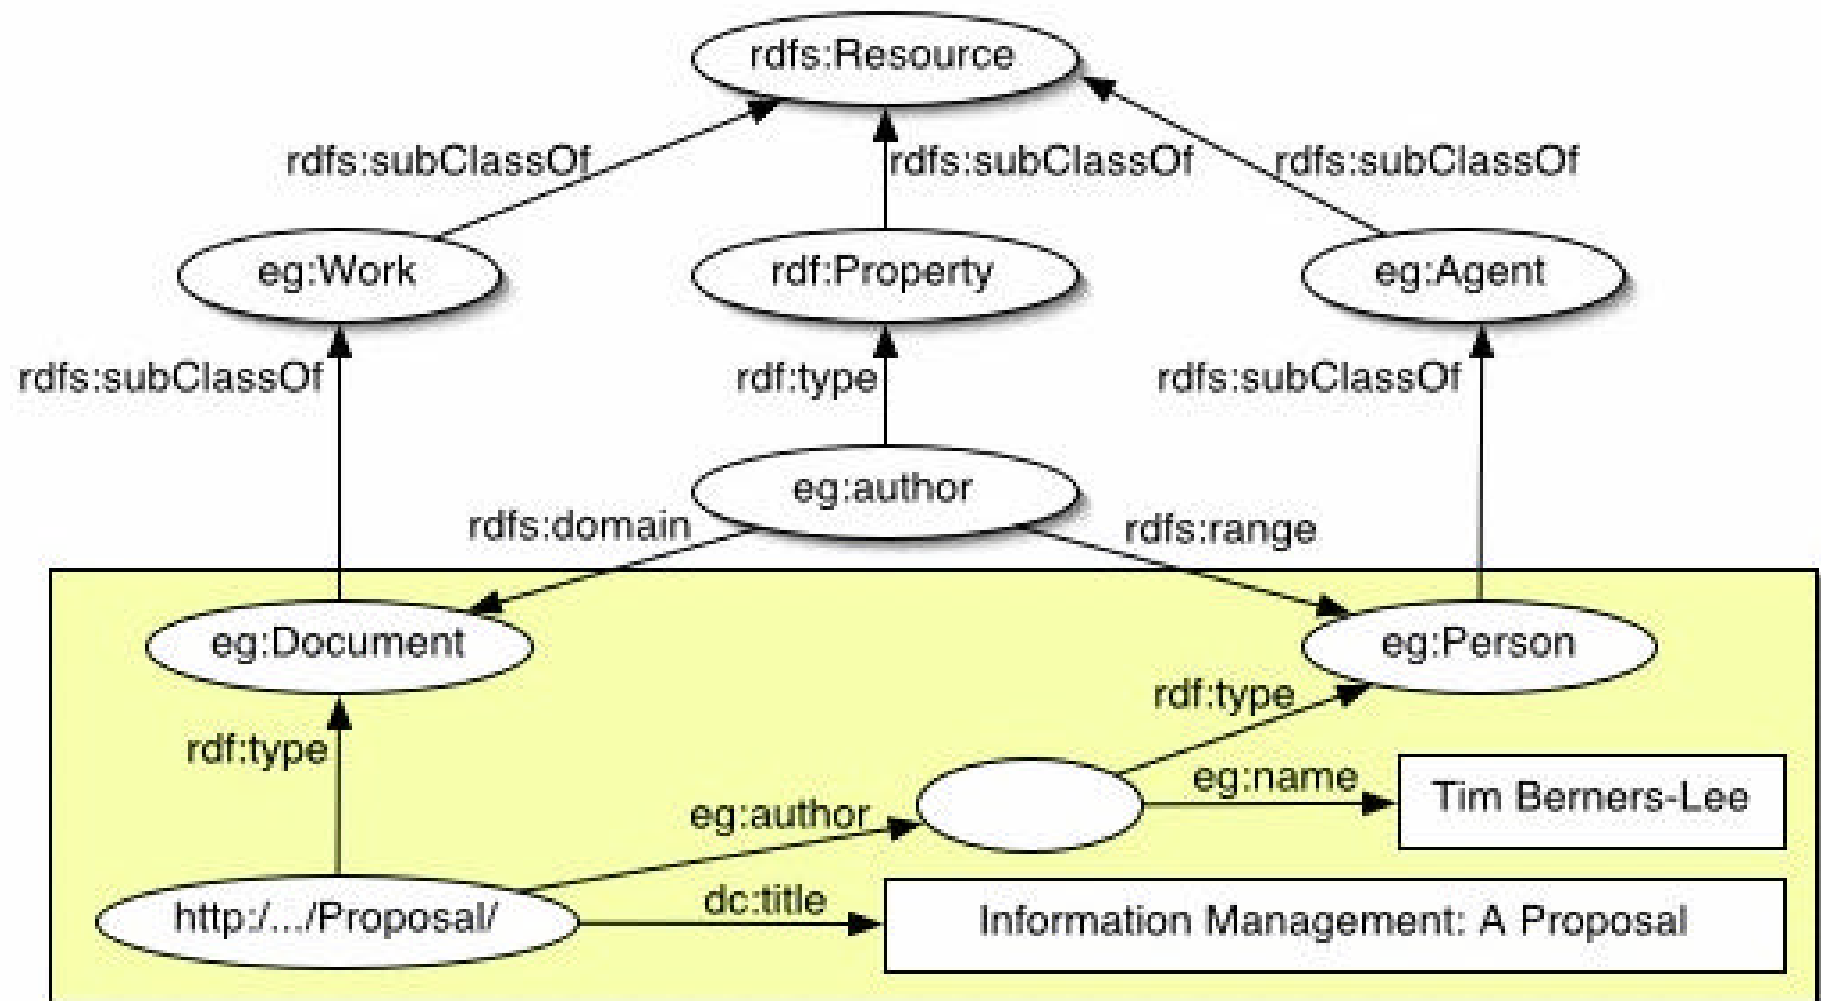 rdfs:Resource
rdfs:subClassOf
rdfs:subClassOf
rdfs:subClassOf
eg:Work
rdf:Property
eg:Agent
rdfs:subClassOf
rdf:type
rdfs:subClassOf
eg:author
rdfs:domain
rdfs:range
eg:Document
eg:Person
rdf:type
rdf:type
eg:name
Tim Berners-Lee
eg:author
dc:title
http:/.../Proposal/
Information Management: A Proposal